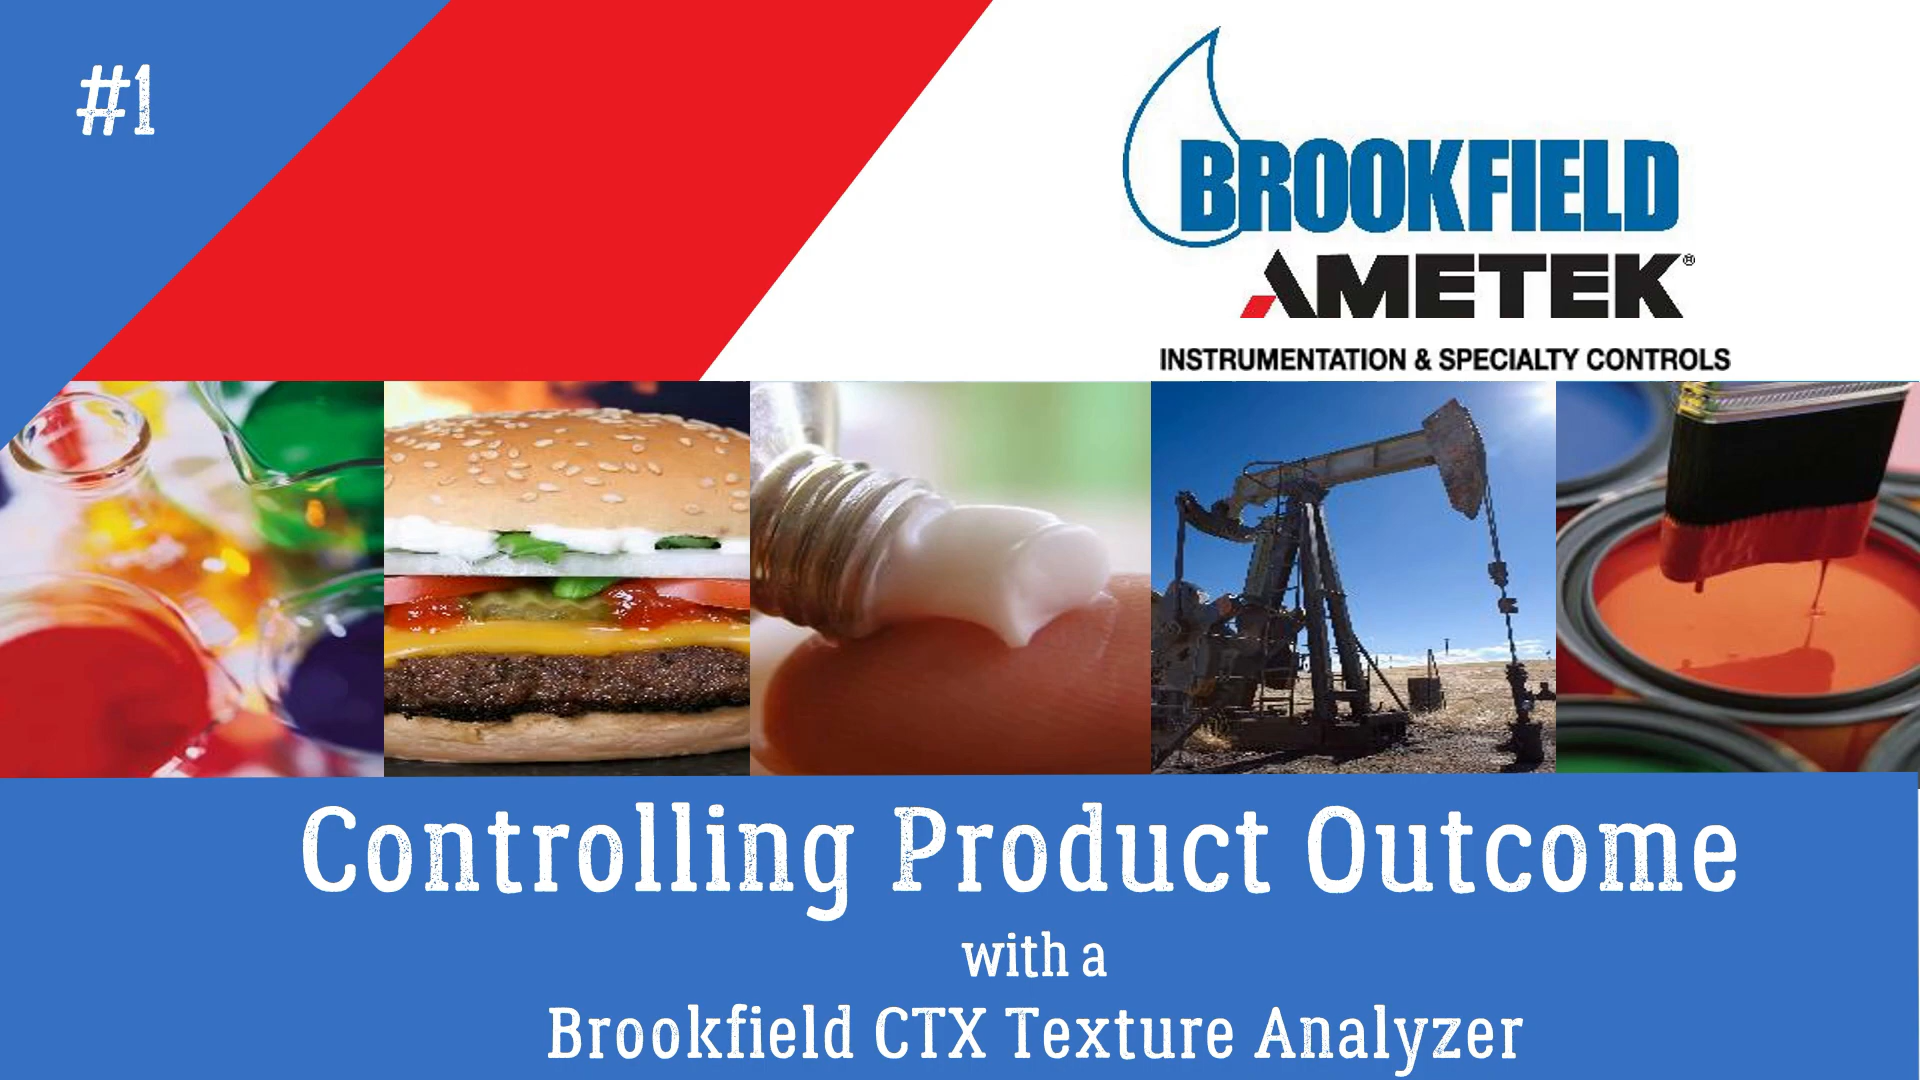 #1
BROOKFIELD
AMETEK®
INSTRUMENTATION & SPECIALTY CONTROLS
Controlling Product Outcome
with a
Brookfield CTX Texture Analyzer